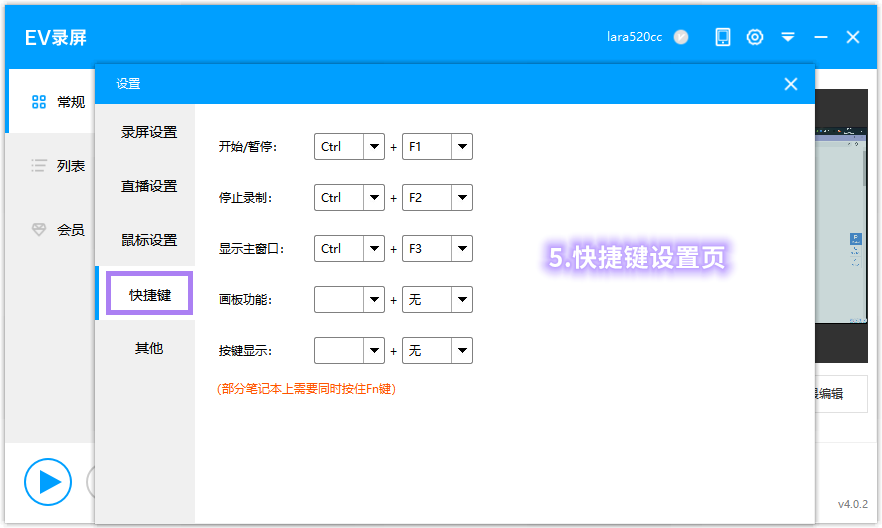 EV录屏
lara520cc
设置
常规
列表
会员
录屏设置
直播设置
鼠标设置
快捷键
其他
开始/暂停: Ctrl + F1
停止录制: Ctrl + F2
显示主窗口: Ctrl + F3
画板功能: + 无
按键显示: + 无
(部分笔记本上需要同时按住Fn键)
5.快捷键设置页
编辑
v4.0.2